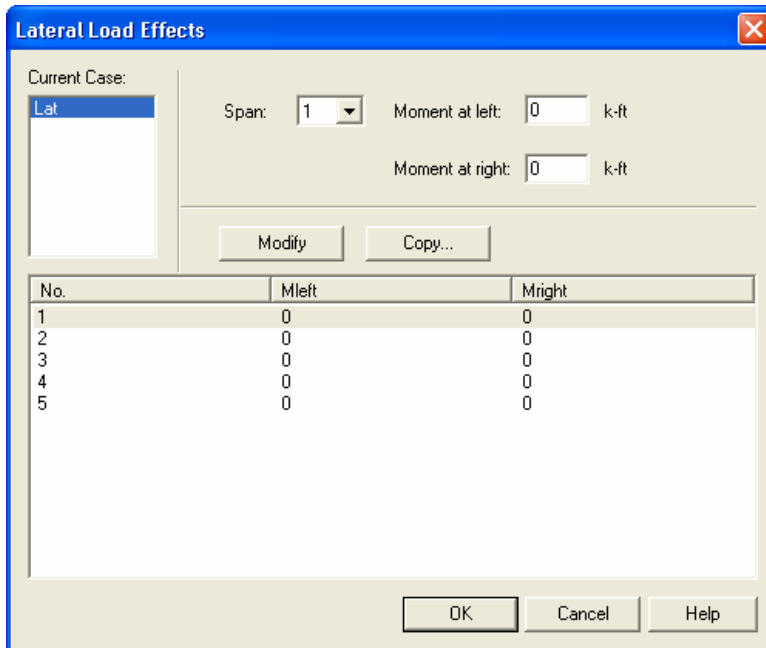 Lateral Load Effects
Current Case:
Lat
Span: 1 Moment at left: 0 k-ft
Moment at right: 0 k-ft
Modify Copy...
No. Mleft Mright
1 0 0
2 0 0
3 0 0
4 0 0
5 0 0
OK Cancel Help